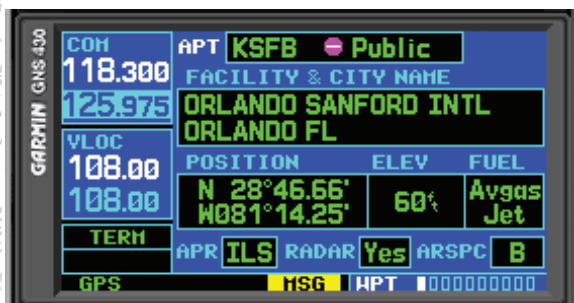 GARMIN GNS 430
COM
118.300
125.975
VLOC
108.00
108.00
TERM
GPS
APT KSFB Public
FACILITY & CITY NAME
ORLANDO SANFORD INTL
ORLANDO FL
POSITION ELEV FUEL
N 28°46.66' 60ft Avgas
W081°14.25' Jet
APR ILS RADAR Yes ARSPC B
MSG WPT